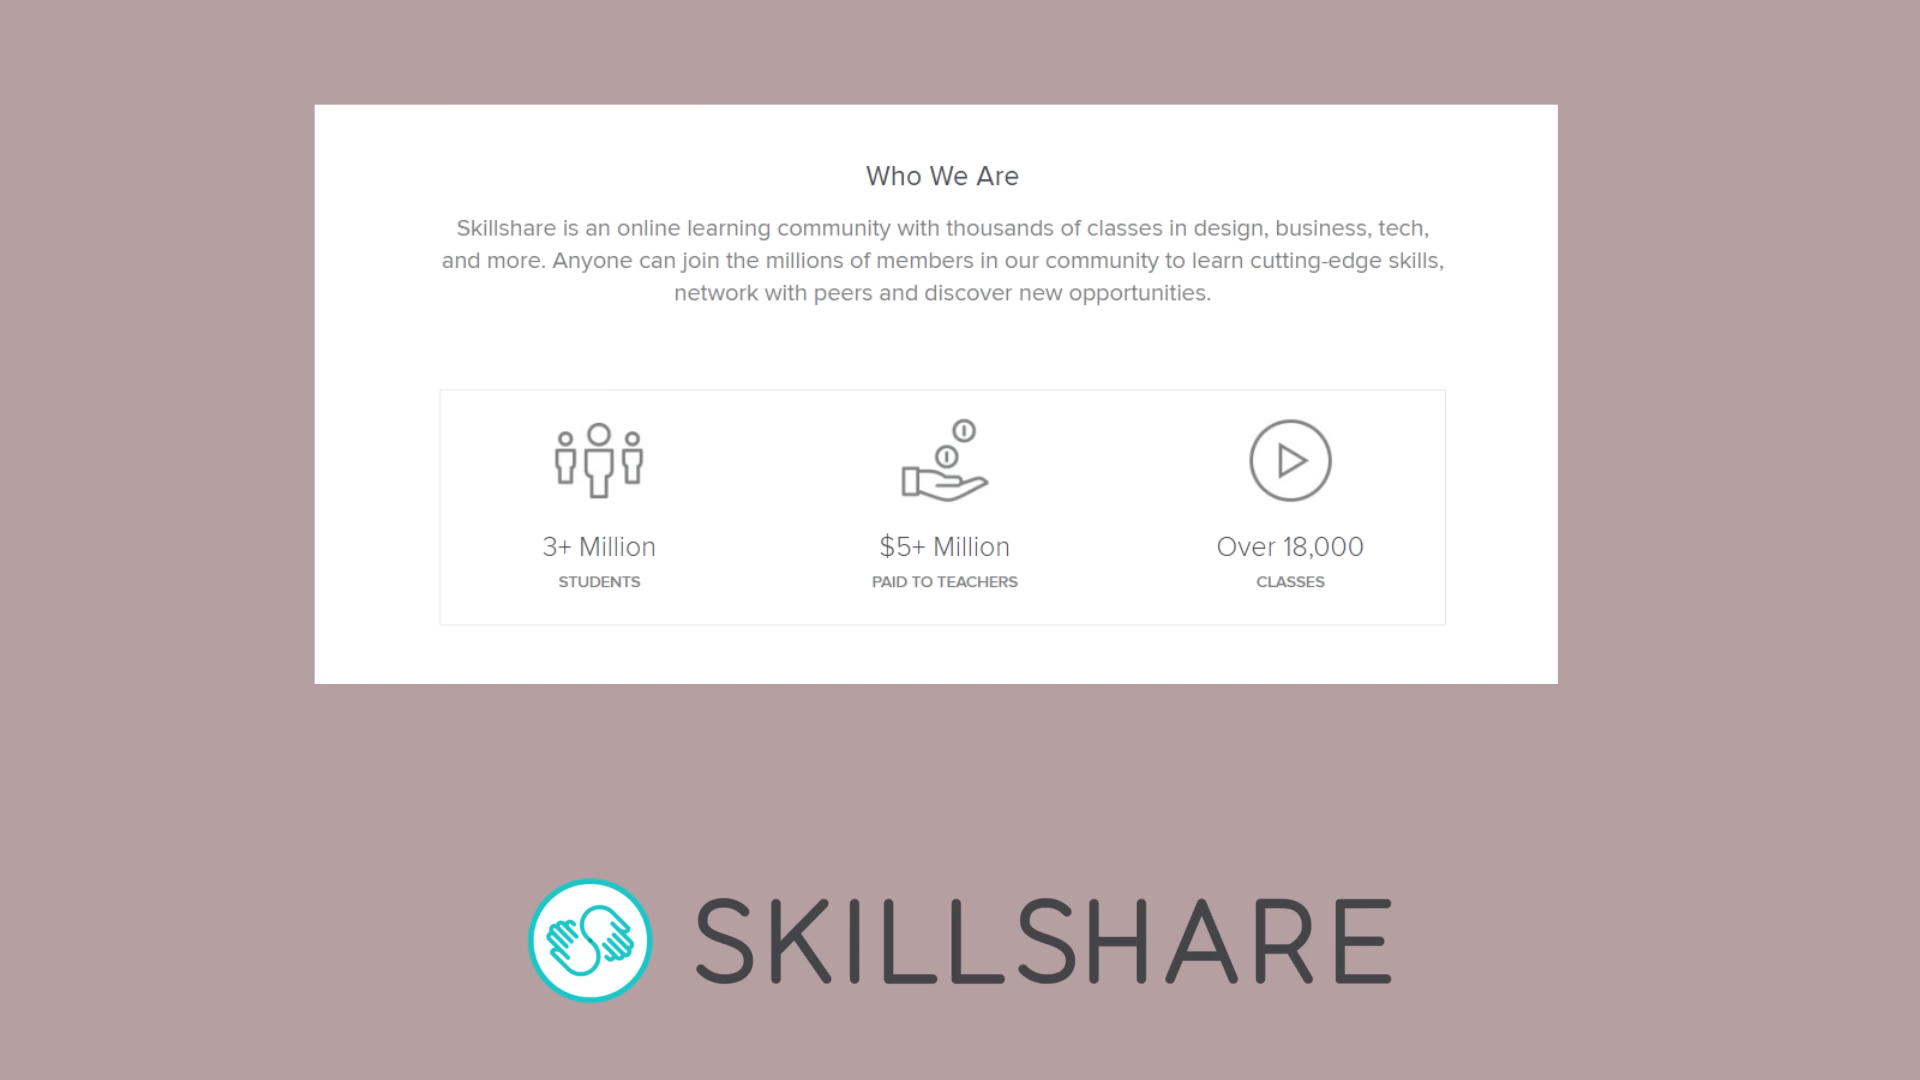 Who We Are
Skillshare is an online learning community with thousands of classes in design, business, tech,
and more. Anyone can join the millions of members in our community to learn cutting-edge skills,
network with peers and discover new opportunities.
3+ Million
STUDENTS
$5+ Million
PAID TO TEACHERS
Over 18,000
CLASSES
SKILLSHARE